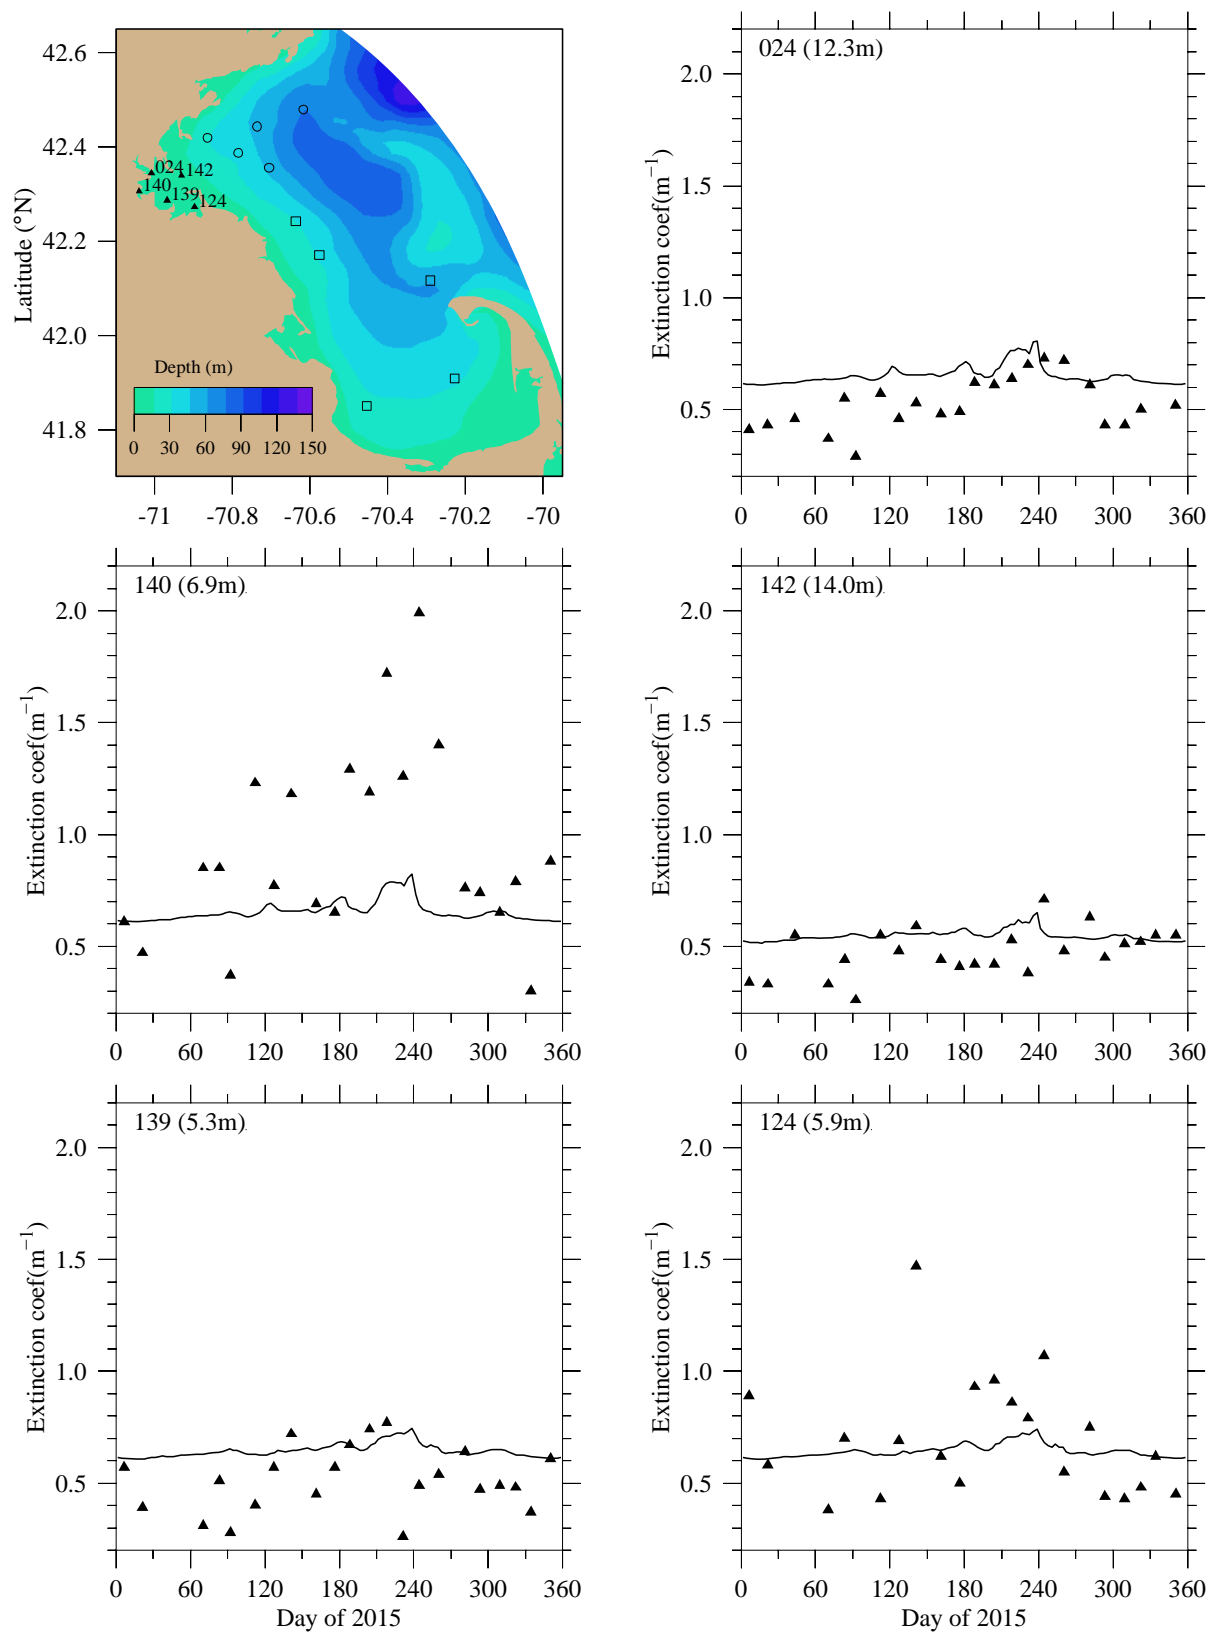 42.6
42.4
42.2
42.0
41.8
Latitude (°N)
024
142
140
139
124
Depth (m)
0 30 60 90 120 150
-71 -70.8 -70.6 -70.4 -70.2 -70
024 (12.3m)
2.0
1.5
1.0
0.5
Extinction coef(m−1)
0 60 120 180 240 300 360
140 (6.9m)
2.0
1.5
1.0
0.5
Extinction coef(m−1)
0 60 120 180 240 300 360
142 (14.0m)
2.0
1.5
1.0
0.5
Extinction coef(m−1)
0 60 120 180 240 300 360
139 (5.3m)
2.0
1.5
1.0
0.5
Extinction coef(m−1)
0 60 120 180 240 300 360
Day of 2015
124 (5.9m)
2.0
1.5
1.0
0.5
Extinction coef(m−1)
0 60 120 180 240 300 360
Day of 2015